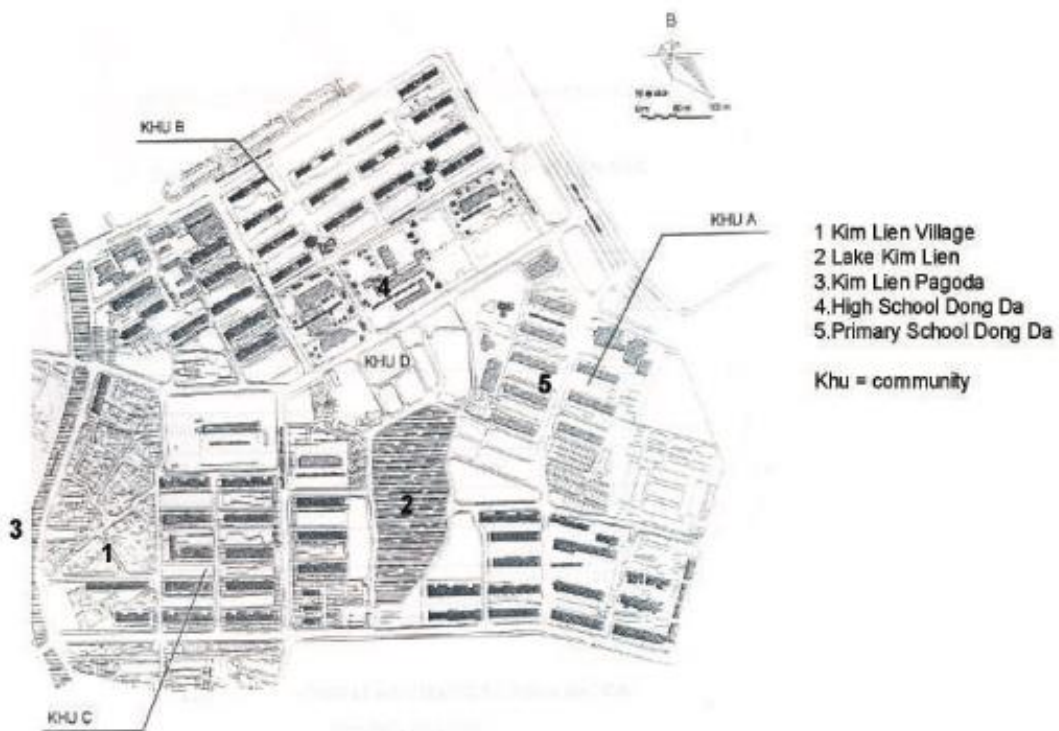 B
KHU B
KHU A
4
KHU D
5
2
3
1
KHU C
1 Kim Lien Village
2 Lake Kim Lien
3.Kim Lien Pagoda
4.High School Dong Da
5.Primary School Dong Da
Khu = community